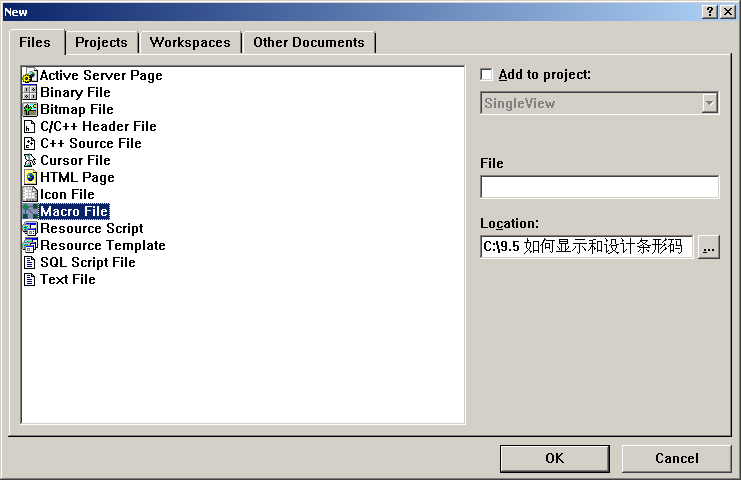 New
Files
Projects
Workspaces
Other Documents
Active Server Page
Binary File
Bitmap File
C/C++ Header File
C++ Source File
Cursor File
HTML Page
Icon File
Macro File
Resource Script
Resource Template
SQL Script File
Text File
Add to project:
SingleView
File
Location:
C:\9.5 如何显示和设计条形码
...
OK
Cancel